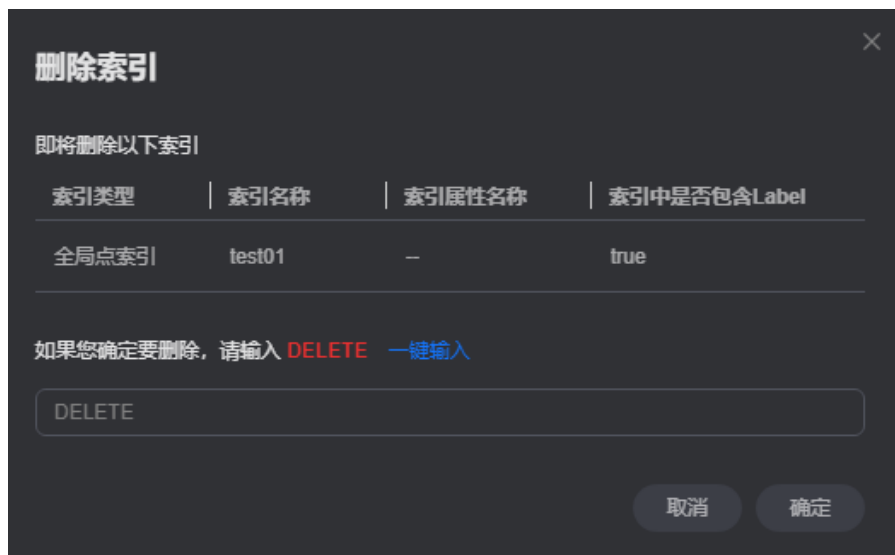 删除索引
即将删除以下索引
索引类型 索引名称 索引属性名称 索引中是否包含Label
全局点索引 test01 -- true
如果您确定要删除，请输入 DELETE 一键输入
DELETE
取消 确定